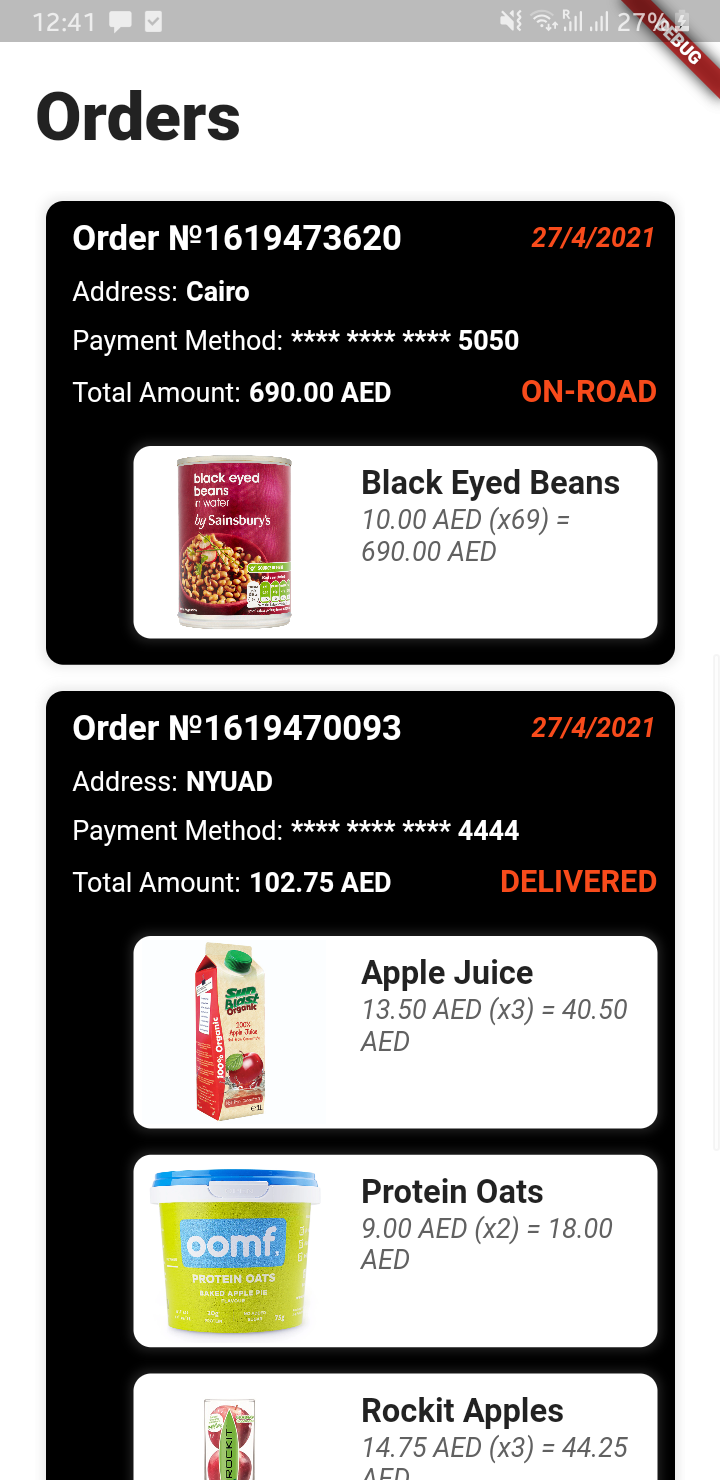 12:41
R
27%
DEBUG
Orders
Order №1619473620
27/4/2021
Address: Cairo
Payment Method: **** **** **** 5050
Total Amount: 690.00 AED
ON-ROAD
black eyed
beans
in water
by Sainsbury's
Black Eyed Beans
10.00 AED (x69) =
690.00 AED
Order №1619470093
27/4/2021
Address: NYUAD
Payment Method: **** **** **** 4444
Total Amount: 102.75 AED
DELIVERED
Sun
Blast
Organic
100%
Apple Juice
100% Organic
1L
Apple Juice
13.50 AED (x3) = 40.50
AED
oomf
PROTEIN OATS
BAKED APPLE PIE
Protein Oats
9.00 AED (x2) = 18.00
AED
ROCKIT
Rockit Apples
14.75 AED (x3) = 44.25
AED